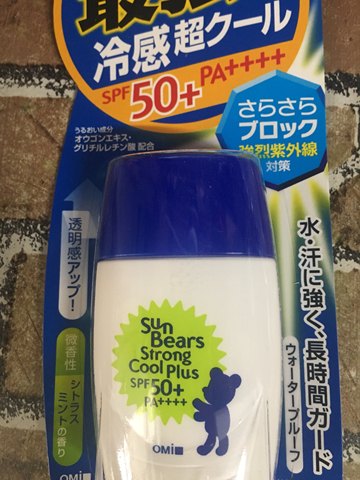 冷感超クール
SPF50+PA++++
うるおい成分
オウゴンエキス・
グリチルレチン酸 配合
さらさら
ブロック
強烈紫外線
対策
透明感アップ!
微香性
シトラス
ミントの香り
水・汗に強く、長時間ガード
ウォータープルーフ
Sun
Bears
Strong
Cool Plus
SPF50+
PA++++
OMi
OMi